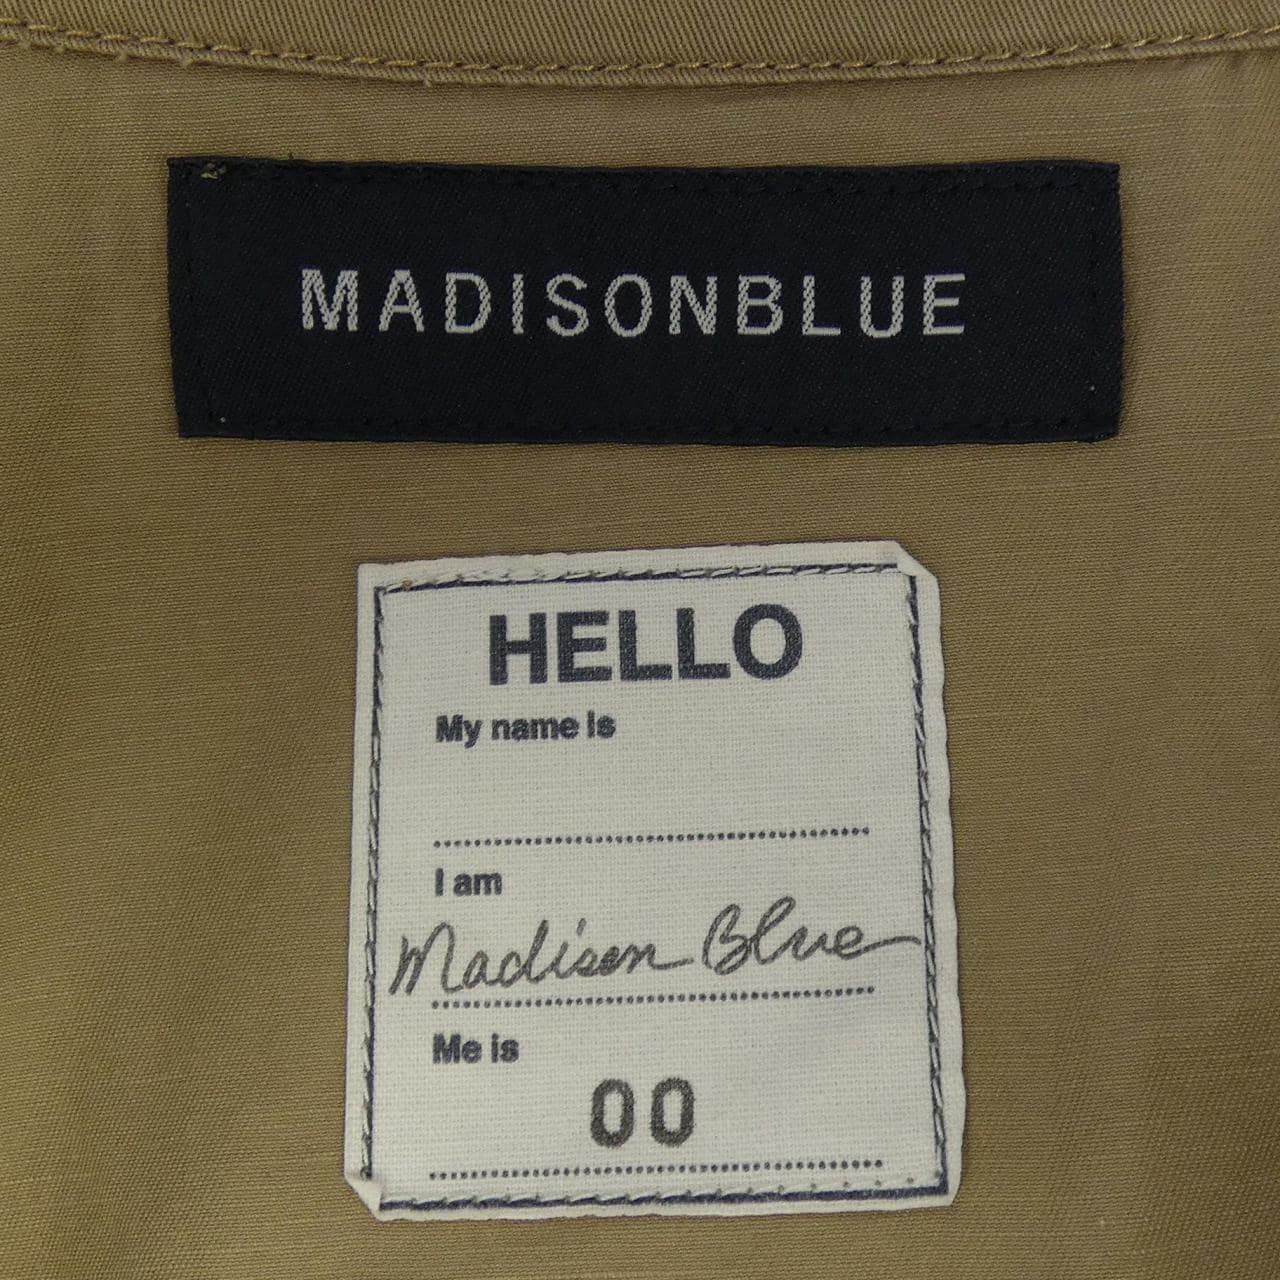 MADISONBLUE
HELLO
My name is
I am
Madison Blue
Me is
00